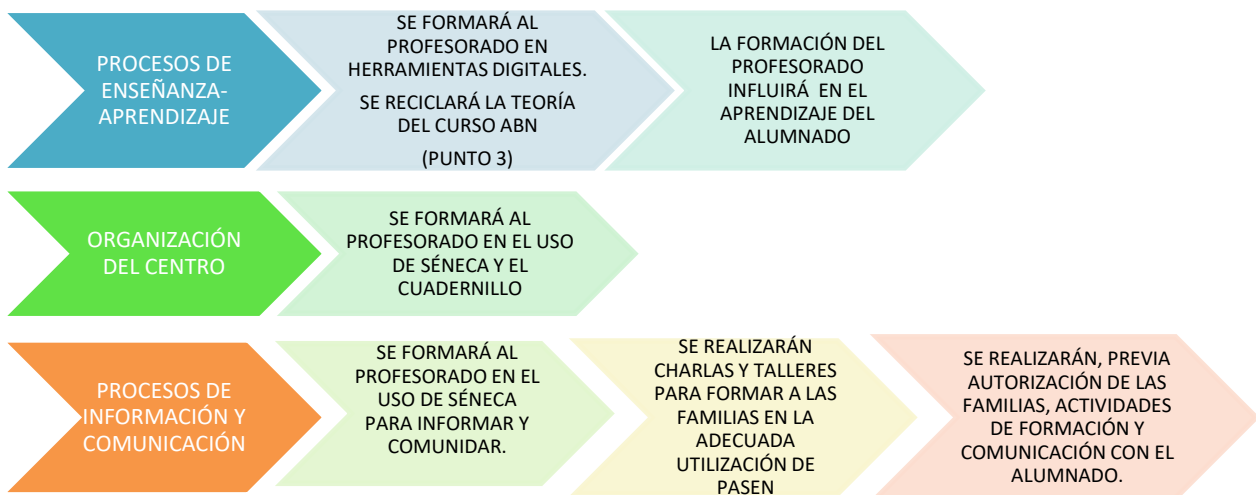 PROCESOS DE
ENSEÑANZA-
APRENDIZAJE
SE FORMARÁ AL
PROFESORADO EN
HERRAMIENTAS DIGITALES.
SE RECICLARÁ LA TEORÍA
DEL CURSO ABN
(PUNTO 3)
LA FORMACIÓN DEL
PROFESORADO
INFLUIRÁ EN EL
APRENDIZAJE DEL
ALUMNADO
ORGANIZACIÓN
DEL CENTRO
SE FORMARÁ AL
PROFESORADO EN EL USO
DE SÉNECA Y EL
CUADERNILLO
PROCESOS DE
INFORMACIÓN Y
COMUNICACIÓN
SE FORMARÁ AL
PROFESORADO EN EL
USO DE SÉNECA
PARA INFORMAR Y
COMUNIDAR.
SE REALIZARÁN
CHARLAS Y TALLERES
PARA FORMAR A LAS
FAMILIAS EN LA
ADECUADA
UTILIZACIÓN DE
PASEN
SE REALIZARÁN, PREVIA
AUTORIZACIÓN DE LAS
FAMILIAS, ACTIVIDADES
DE FORMACIÓN Y
COMUNICACIÓN CON EL
ALUMNADO.